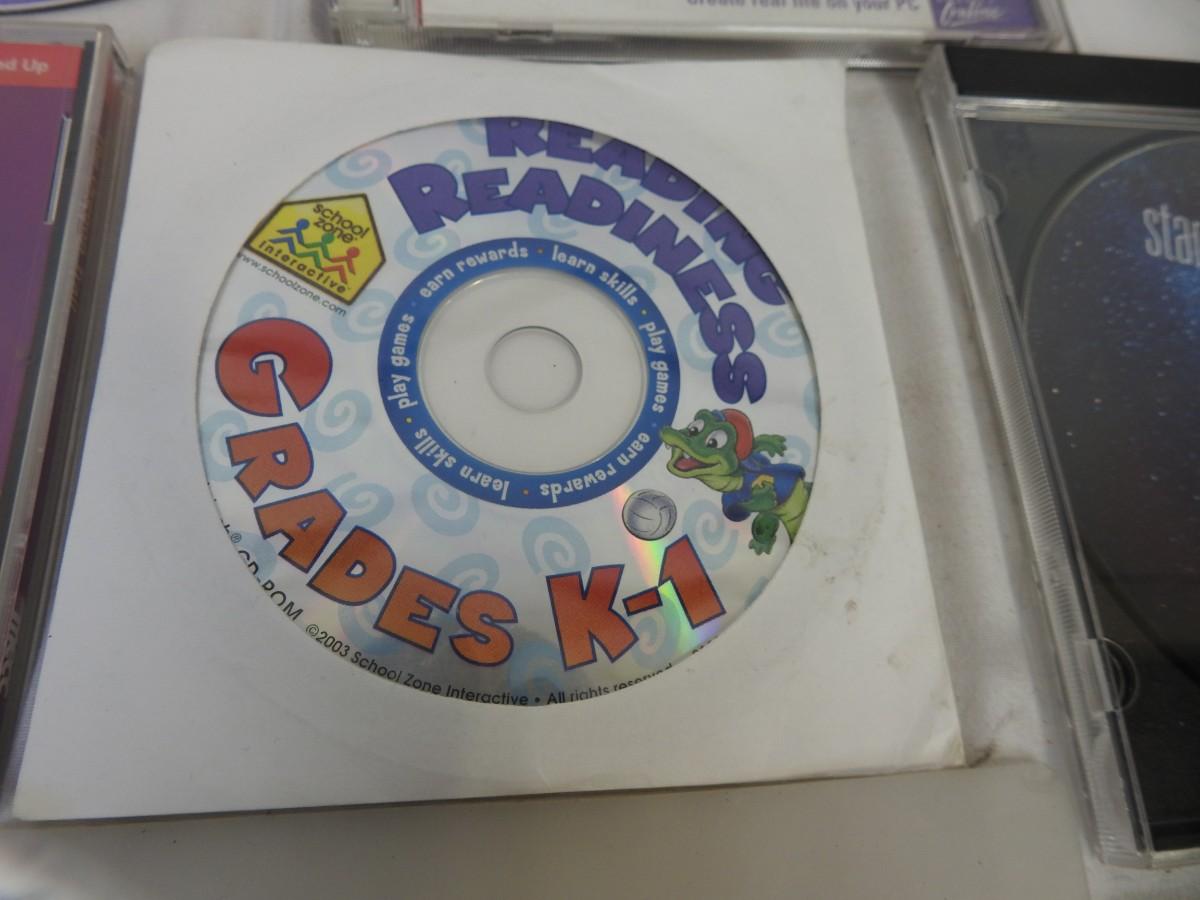 Create real life on your PC
ed Up
READING
READINESS
school
zone
interactive
www.schoolzone.com
earn rewards • learn skills • play games • earn rewards • learn skills • play games •
GRADES K-1
® CD-ROM ©2003 School Zone Interactive • All rights reserved